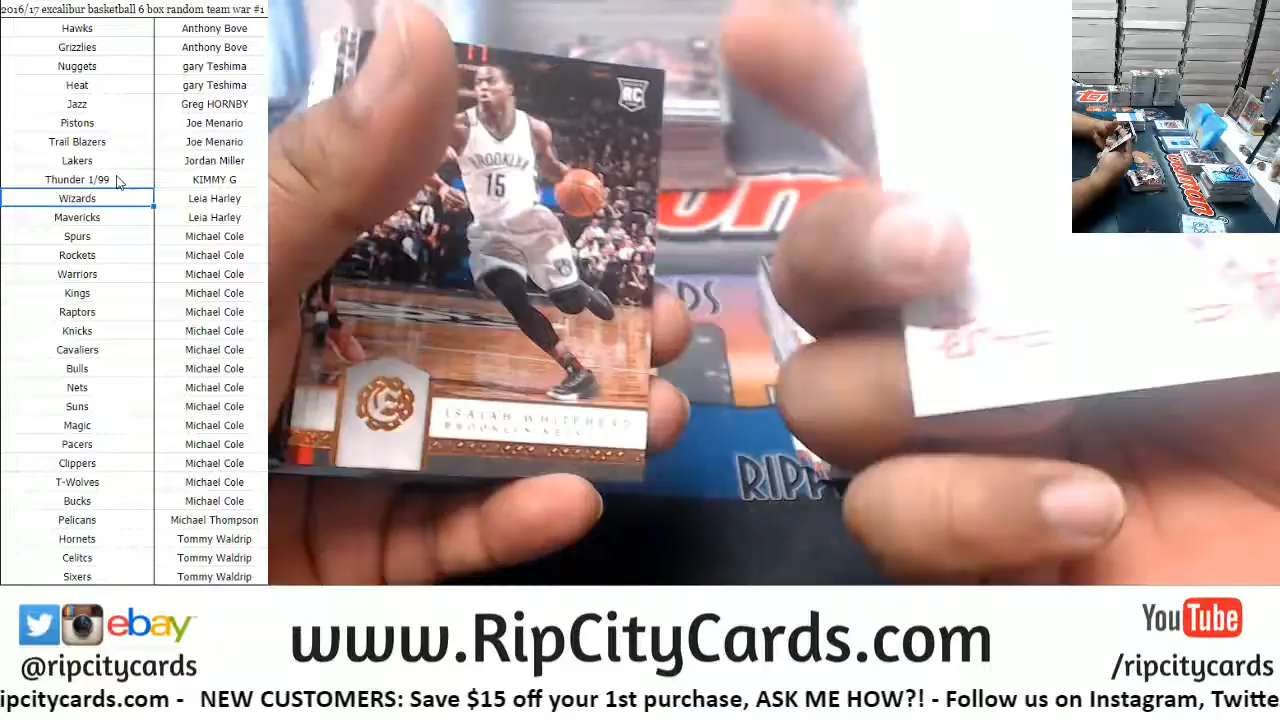 2016/17 excalibur basketball 6 box random team war #1
Hawks Anthony Bove
Grizzlies Anthony Bove
Nuggets gary Teshima
Heat gary Teshima
Jazz Greg HORNBY
Pistons Joe Menario
Trail Blazers Joe Menario
Lakers Jordan Miller
Thunder 1/99 KIMMY G
Wizards Leia Harley
Mavericks Leia Harley
Spurs Michael Cole
Rockets Michael Cole
Warriors Michael Cole
Kings Michael Cole
Raptors Michael Cole
Knicks Michael Cole
Cavaliers Michael Cole
Bulls Michael Cole
Nets Michael Cole
Suns Michael Cole
Magic Michael Cole
Pacers Michael Cole
Clippers Michael Cole
T-Wolves Michael Cole
Bucks Michael Cole
Pelicans Michael Thompson
Hornets Tommy Waldrip
Celitcs Tommy Waldrip
Sixers Tommy Waldrip
RC
BROOKLYN
15
E
ISAIAH WHITEHEAD
BROOKLYN NETS
RIPP
ebay
@ripcitycards
www.RipCityCards.com
YouTube
/ripcitycards
ipcitycards.com - NEW CUSTOMERS: Save $15 off your 1st purchase, ASK ME HOW?! - Follow us on Instagram, Twitte